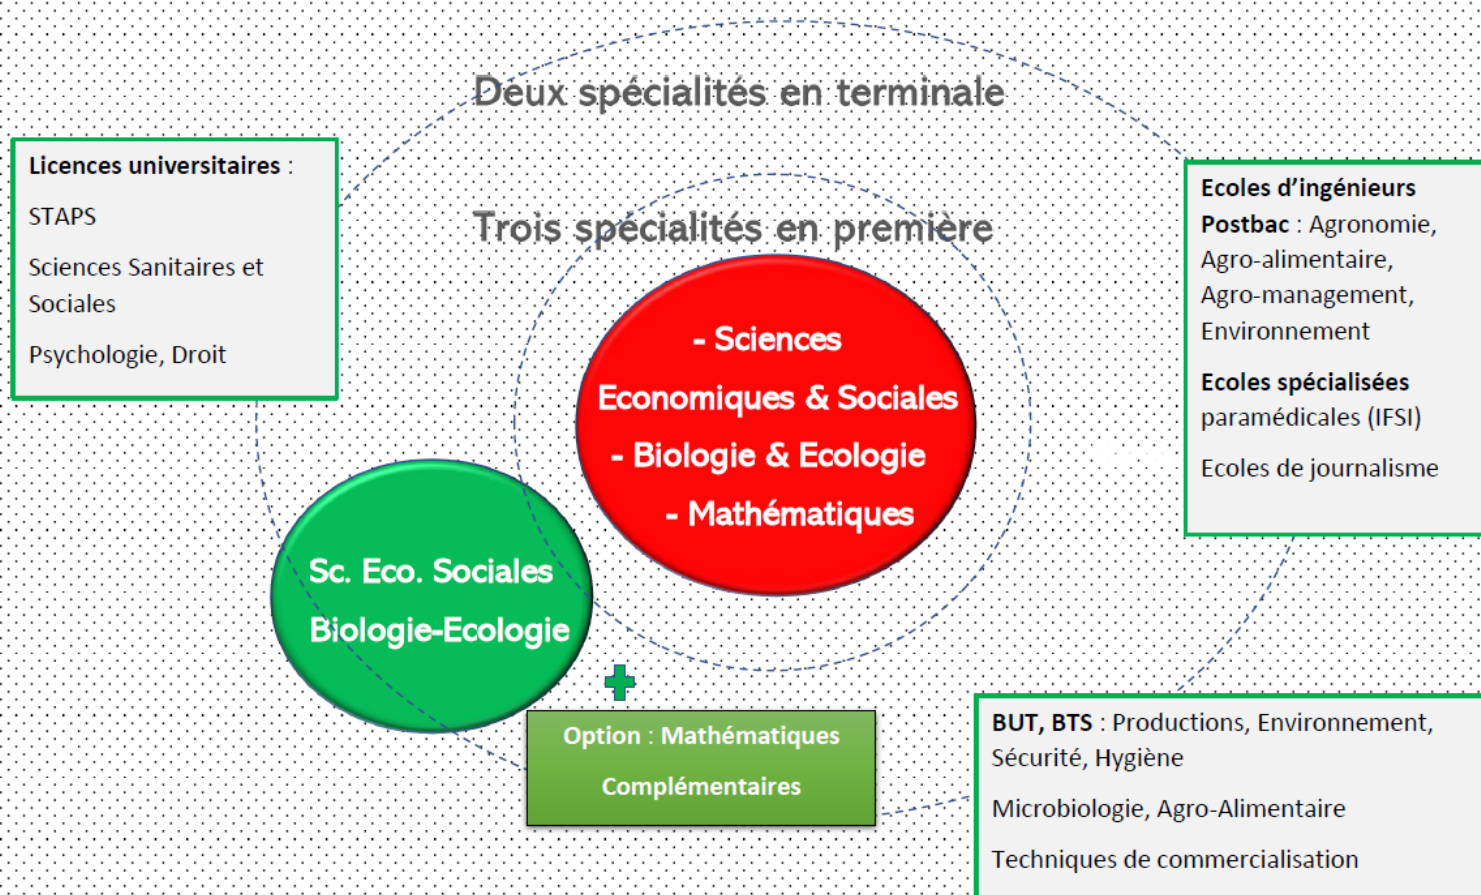 Deux spécialités en terminale
Licences universitaires :
STAPS
Sciences Sanitaires et
Sociales
Psychologie, Droit
Trois spécialités en première
- Sciences
Economiques & Sociales
- Biologie & Ecologie
- Mathématiques
Ecoles d’ingénieurs
Postbac : Agronomie,
Agro-alimentaire,
Agro-management,
Environnement
Ecoles spécialisées
paramédicales (IFSI)
Ecoles de journalisme
Sc. Eco. Sociales
Biologie-Ecologie
Option : Mathématiques
Complémentaires
BUT, BTS : Productions, Environnement,
Sécurité, Hygiène
Microbiologie, Agro-Alimentaire
Techniques de commercialisation